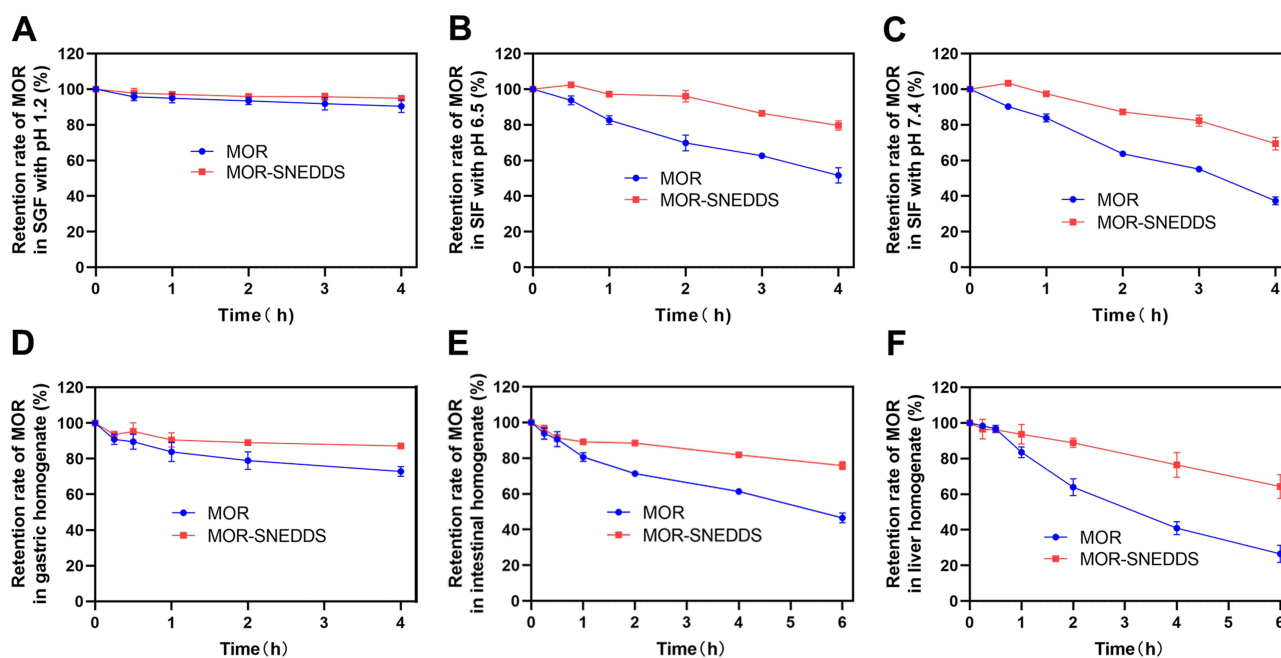 A
Retention rate of MOR
in SGF with pH 1.2 (%)
120
100
80
60
40
20
0
MOR
MOR-SNEDDS
0 1 2 3 4
Time( h)
B
Retention rate of MOR
in SIF with pH 6.5 (%)
120
100
80
60
40
20
0
MOR
MOR-SNEDDS
0 1 2 3 4
Time( h)
C
Retention rate of MOR
in SIF with pH 7.4 (%)
120
100
80
60
40
20
0
MOR
MOR-SNEDDS
0 1 2 3 4
Time( h)
D
Retention rate of MOR
in gastric homogenate (%)
120
100
80
60
40
20
0
MOR
MOR-SNEDDS
0 1 2 3 4
Time(h)
E
Retention rate of MOR
in intestinal homogenate (%)
120
100
80
60
40
20
0
MOR
MOR-SNEDDS
0 1 2 3 4 5 6
Time(h)
F
Retention rate of MOR
in liver homogenate (%)
120
100
80
60
40
20
0
MOR
MOR-SNEDDS
0 1 2 3 4 5 6
Time(h)